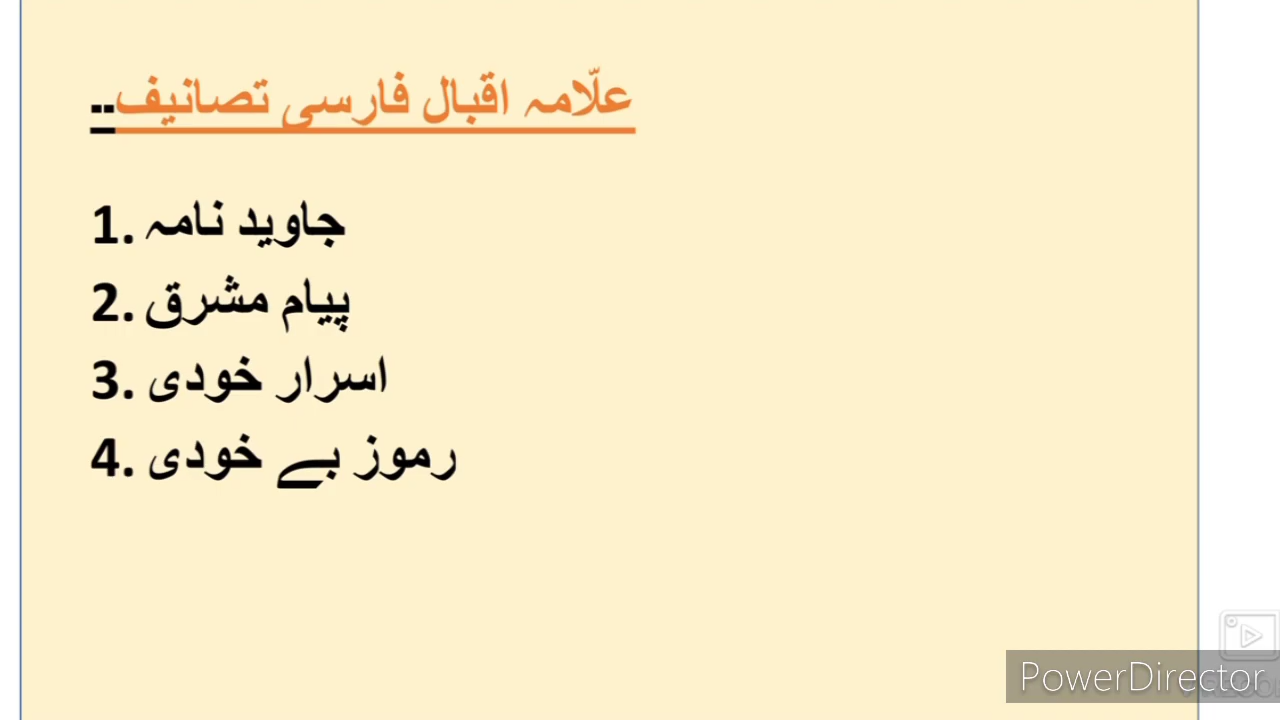 علّامہ اقبال فارسی تصانیف--
1. جاوید نامہ
2. پیام مشرق
3. اسرار خودی
4. رموز بے خودی
PowerDirector